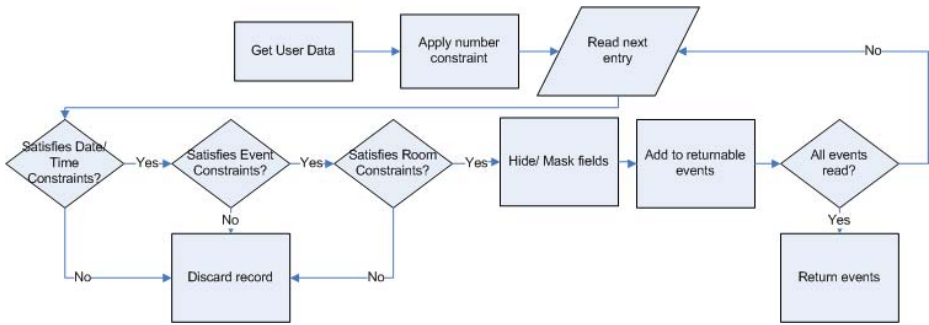 Get User Data
Apply number
constraint
Read next
entry
No
Satisfies Date/
Time
Constraints?
Yes
Satisfies Event
Constraints?
Yes
Satisfies Room
Constraints?
Yes
Hide/ Mask fields
Add to returnable
events
All events
read?
No
Yes
No
Discard record
No
Return events